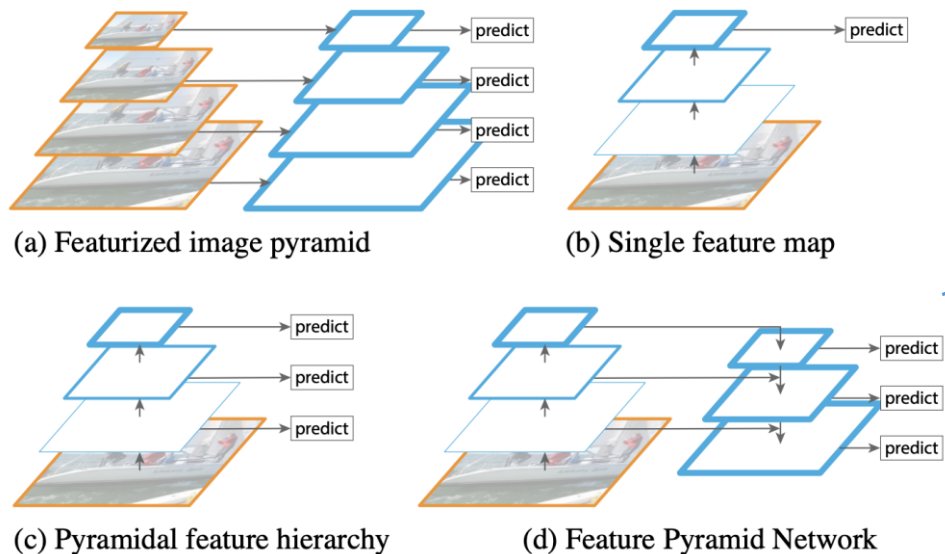 predict
predict
predict
predict
predict
(a) Featurized image pyramid
(b) Single feature map
predict
predict
predict
predict
predict
predict
(c) Pyramidal feature hierarchy
(d) Feature Pyramid Network